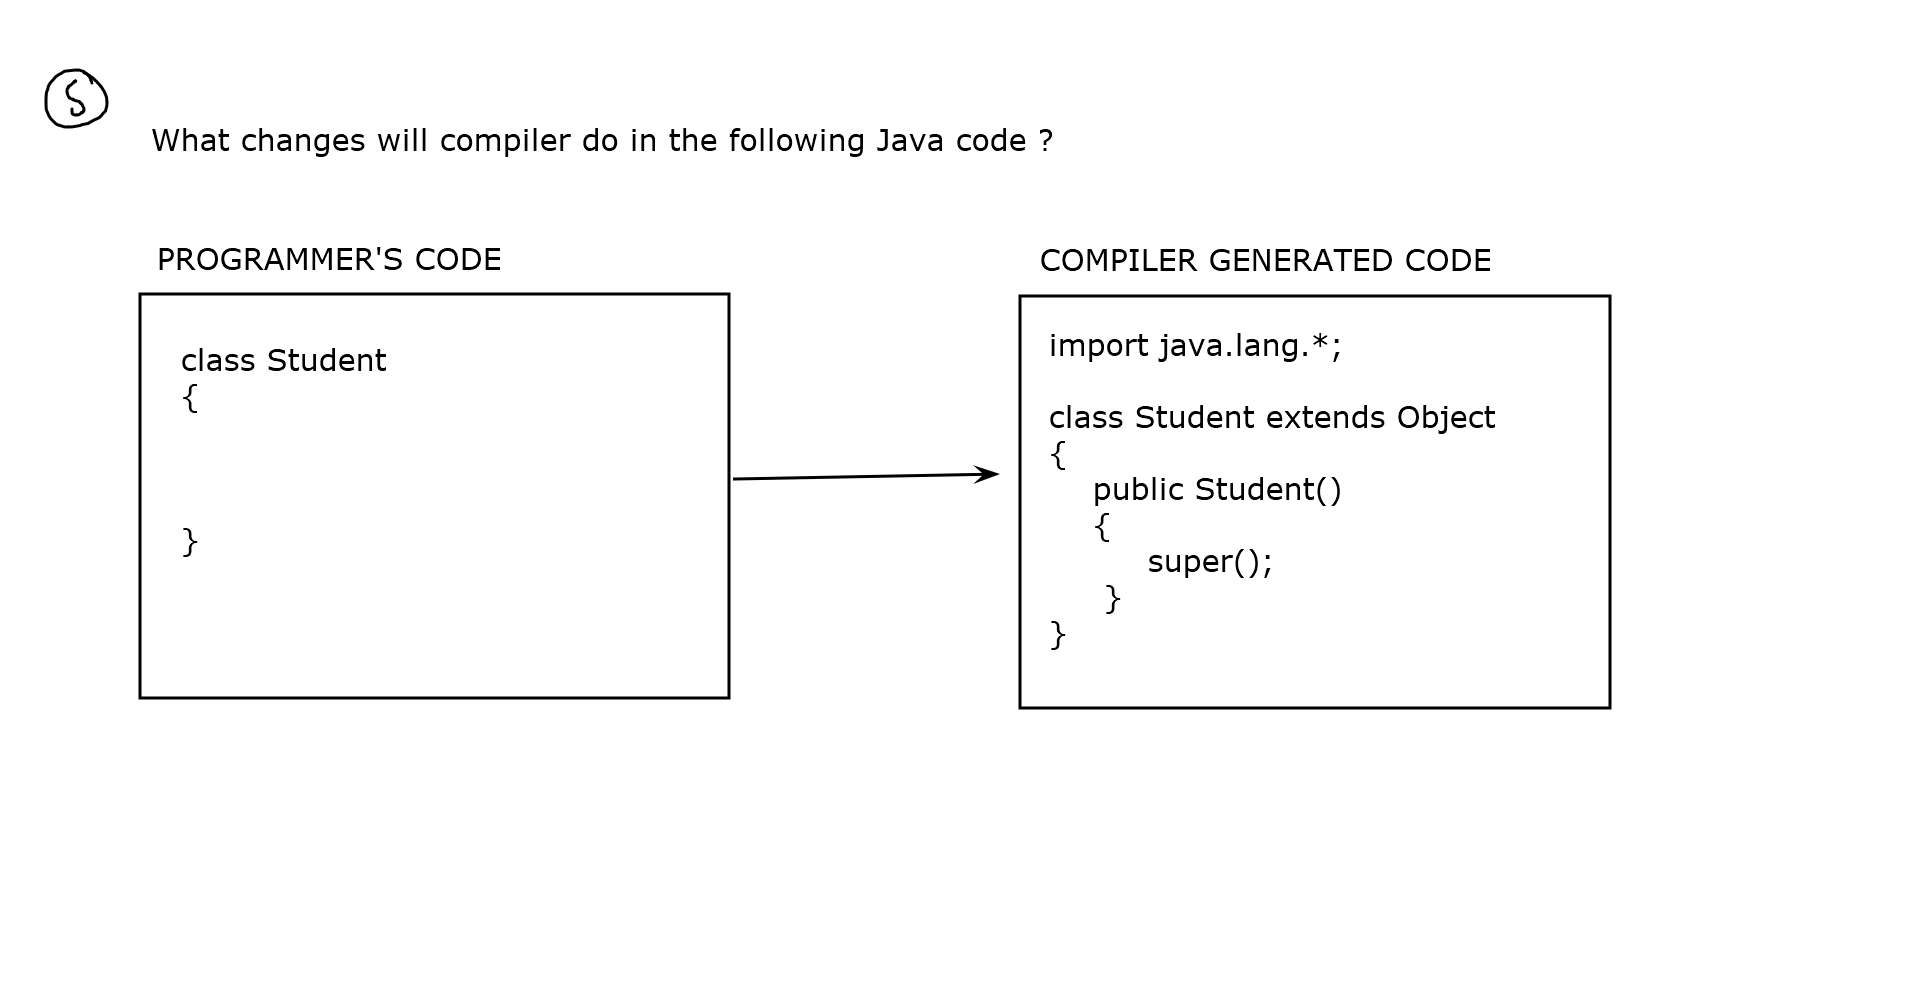 S
What changes will compiler do in the following Java code ?
PROGRAMMER'S CODE
class Student
{
}
COMPILER GENERATED CODE
import java.lang.*;
class Student extends Object
{
public Student()
{
super();
}
}